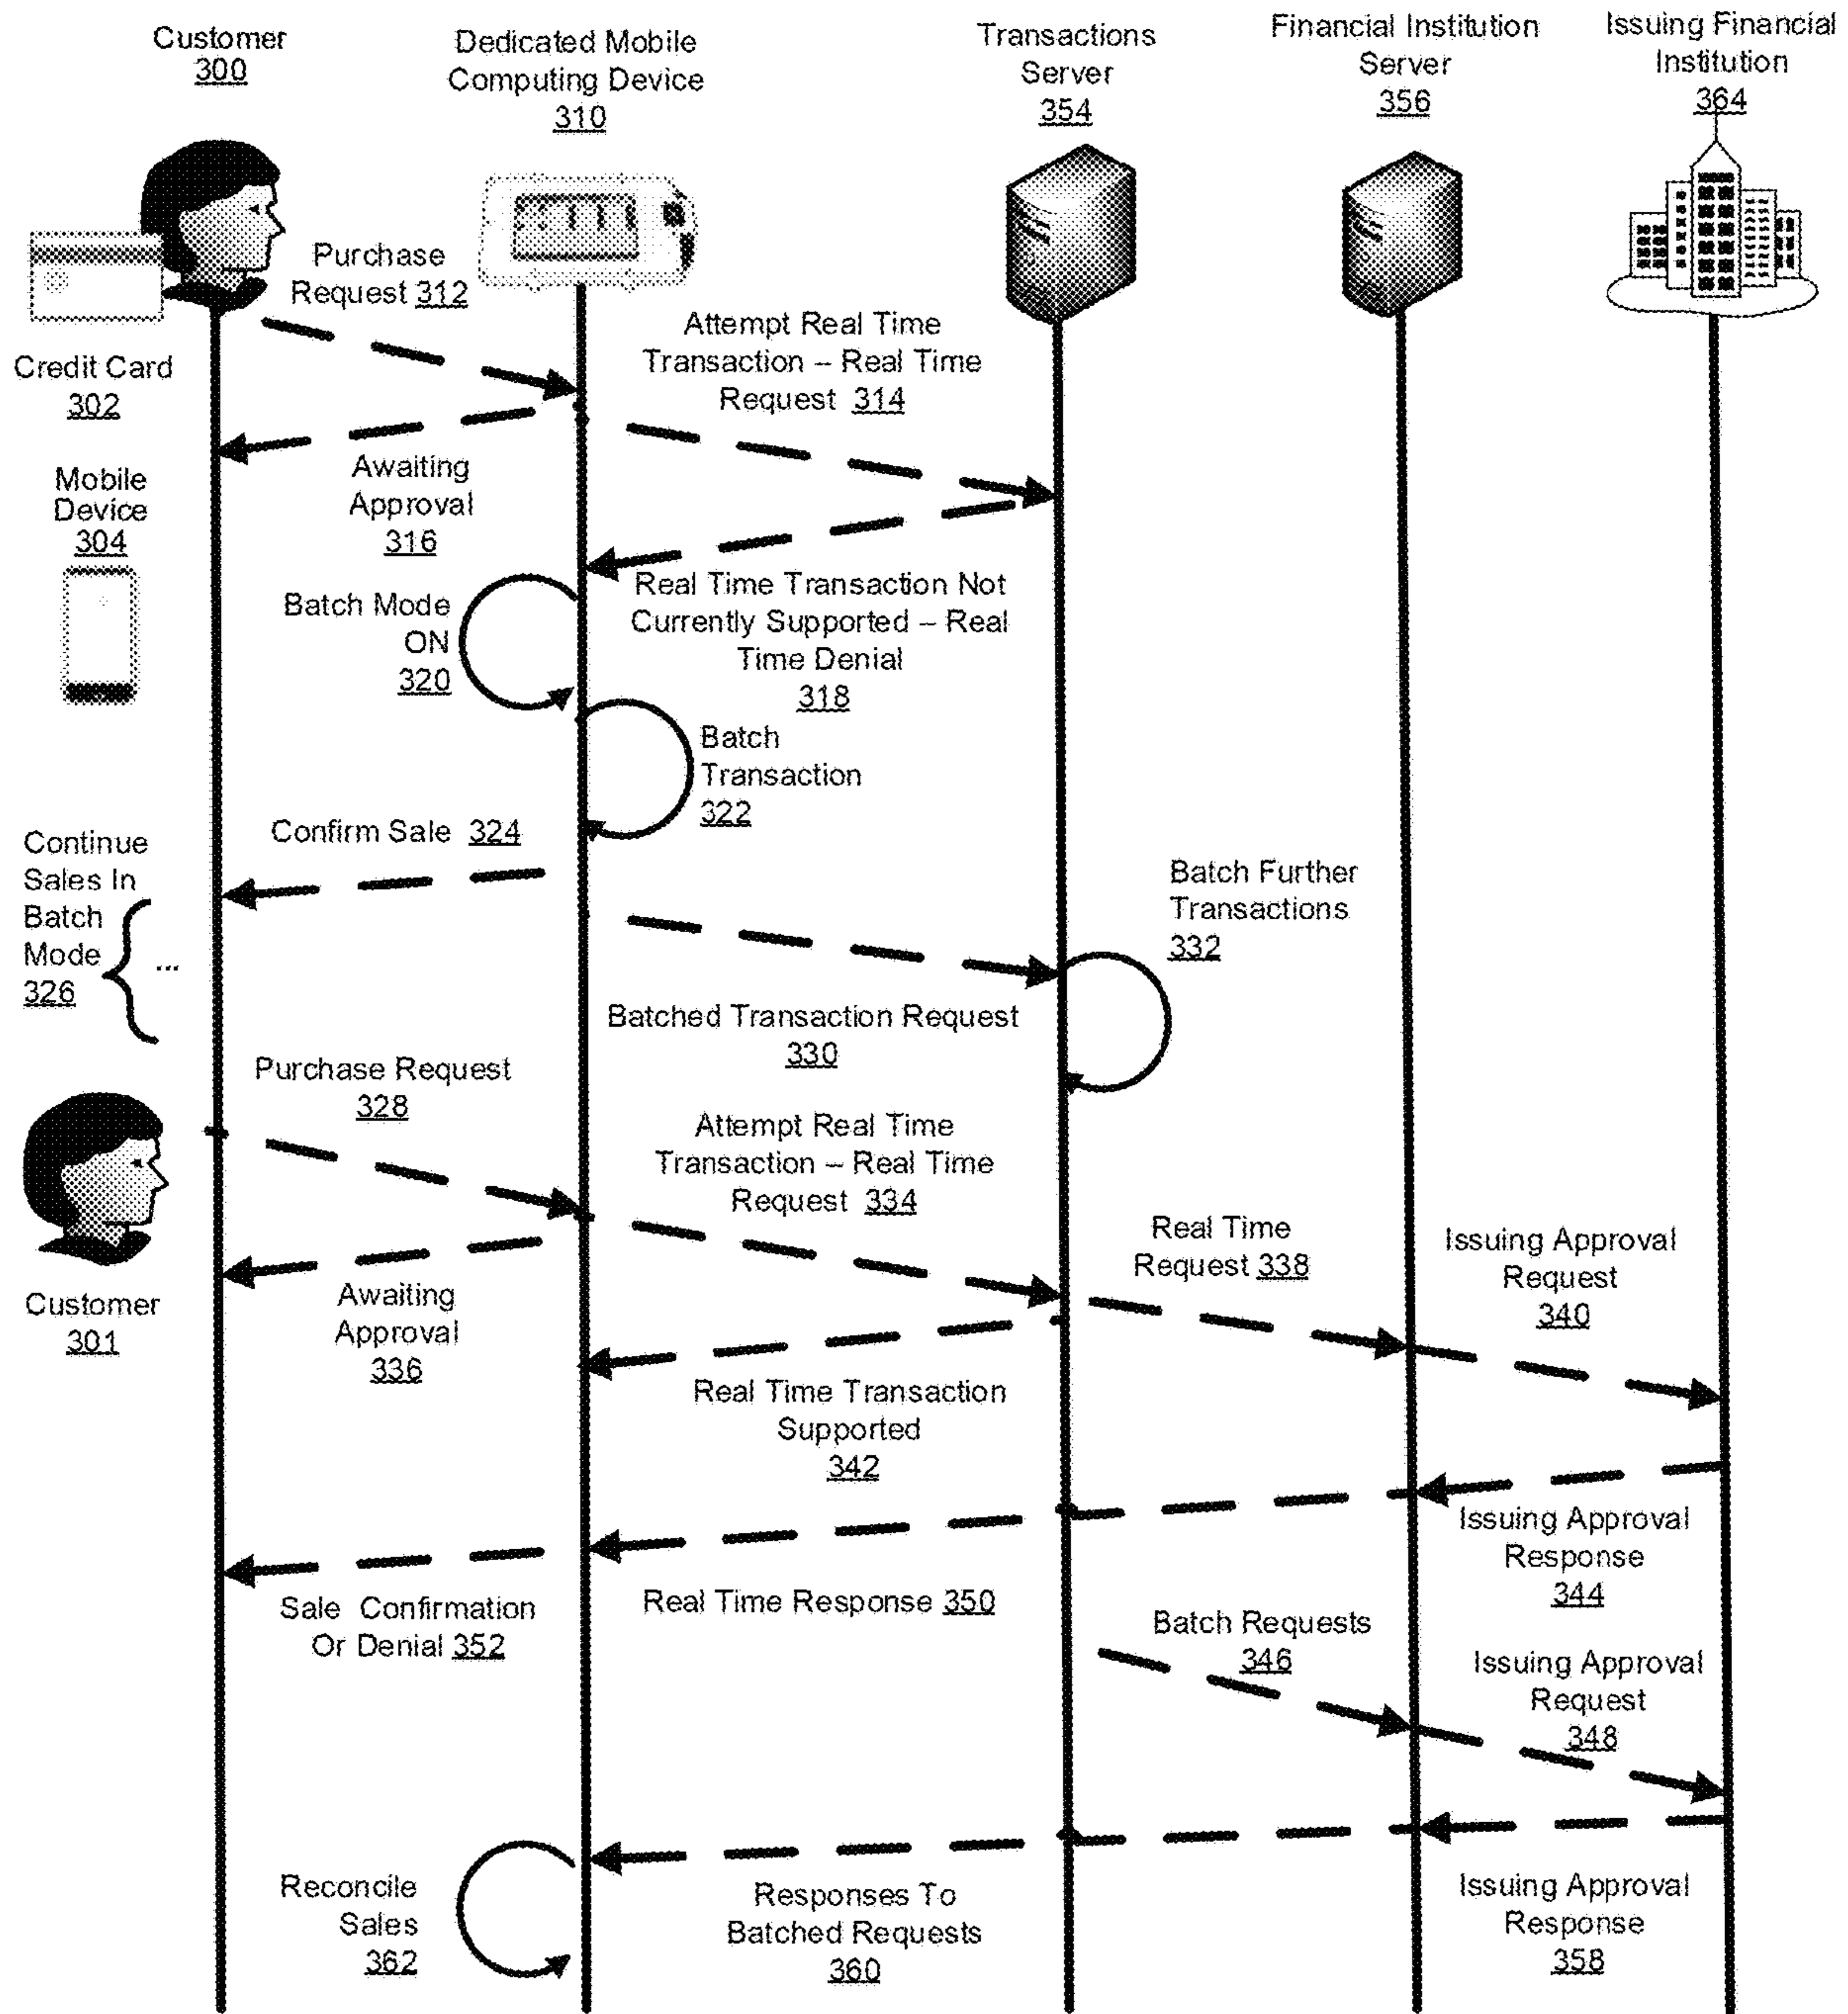 Customer
300
Dedicated Mobile
Computing Device
310
Transactions
Server
354
Financial Institution
Server
356
Issuing Financial
Institution
364
Purchase
Request 312
Credit Card
302
Attempt Real Time
Transaction – Real Time
Request 314
Awaiting
Approval
316
Mobile
Device
304
Real Time Transaction Not
Currently Supported – Real
Time Denial
318
Batch Mode
ON
320
Batch
Transaction
322
Confirm Sale 324
Continue
Sales In
Batch
Mode
326
...
Batch Further
Transactions
332
Batched Transaction Request
330
Purchase Request
328
Attempt Real Time
Transaction – Real Time
Request 334
Customer
301
Awaiting
Approval
336
Real Time
Request 338
Issuing Approval
Request
340
Real Time Transaction
Supported
342
Issuing Approval
Response
344
Real Time Response 350
Sale Confirmation
Or Denial 352
Batch Requests
346
Issuing Approval
Request
348
Reconcile
Sales
362
Responses To
Batched Requests
360
Issuing Approval
Response
358